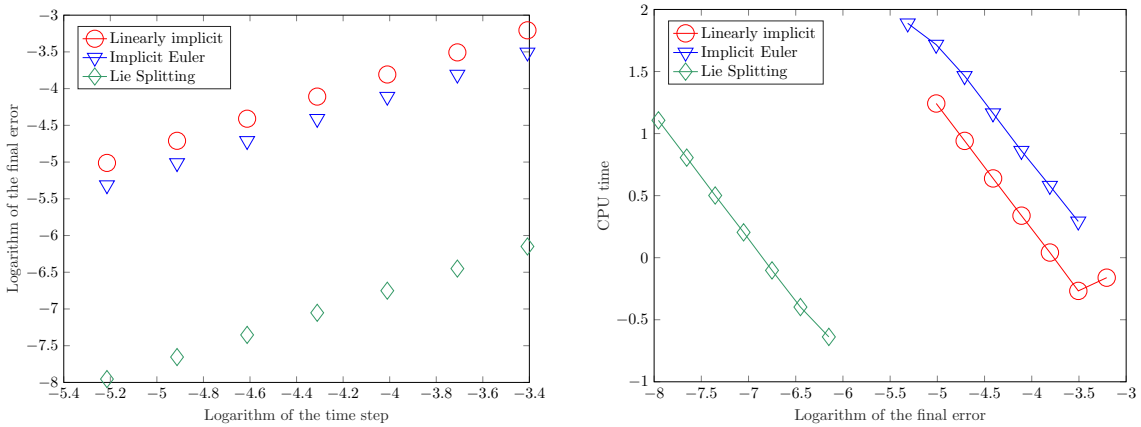 −3
−3.5
−4
−4.5
−5
−5.5
−6
−6.5
−7
−7.5
−8
Logarithm of the final error
Linearly implicit
Implicit Euler
Lie Splitting
−5.4 −5.2 −5 −4.8 −4.6 −4.4 −4.2 −4 −3.8 −3.6 −3.4
Logarithm of the time step
2
1.5
1
0.5
0
−0.5
−1
CPU time
Linearly implicit
Implicit Euler
Lie Splitting
−8 −7.5 −7 −6.5 −6 −5.5 −5 −4.5 −4 −3.5 −3
Logarithm of the final error